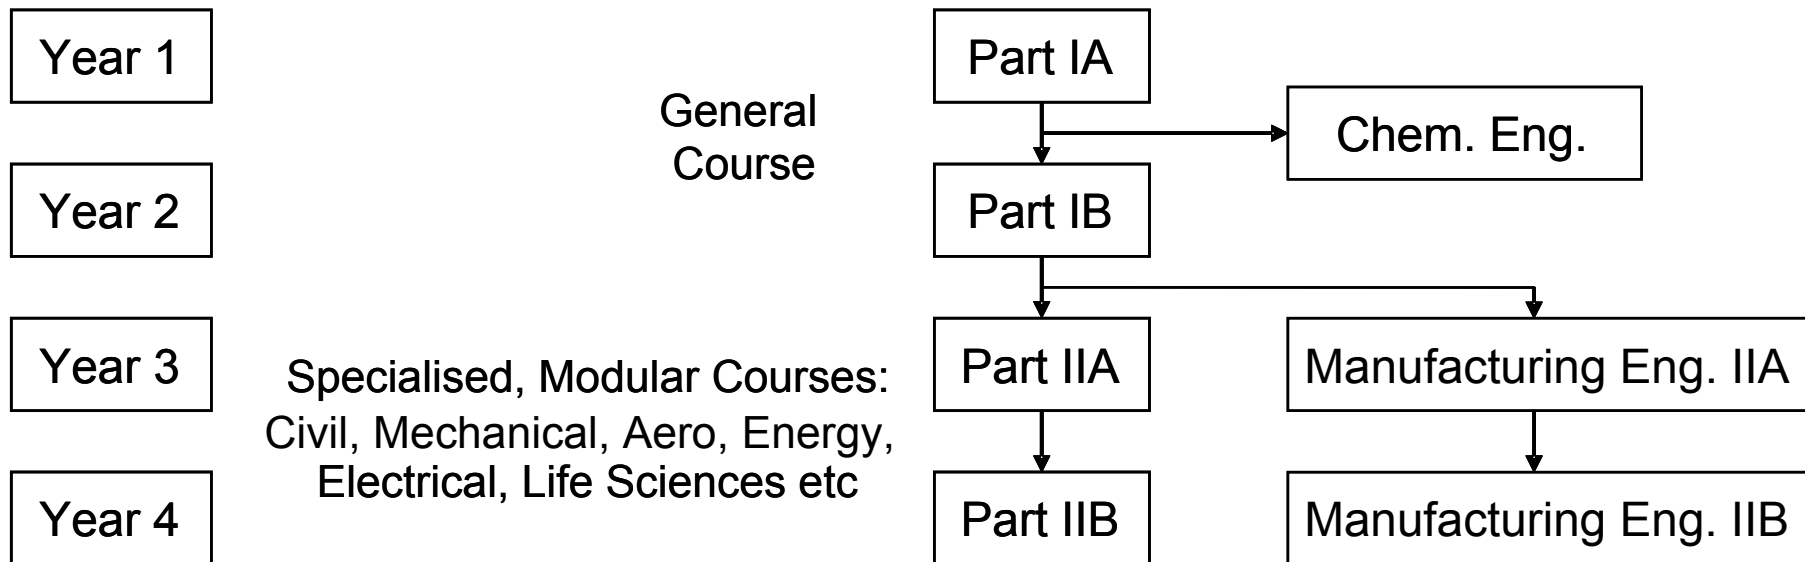 Year 1
Part IA
General
Course
Chem. Eng.
Year 2
Part IB
Year 3
Specialised, Modular Courses:
Civil, Mechanical, Aero, Energy,
Electrical, Life Sciences etc
Part IIA
Manufacturing Eng. IIA
Year 4
Part IIB
Manufacturing Eng. IIB